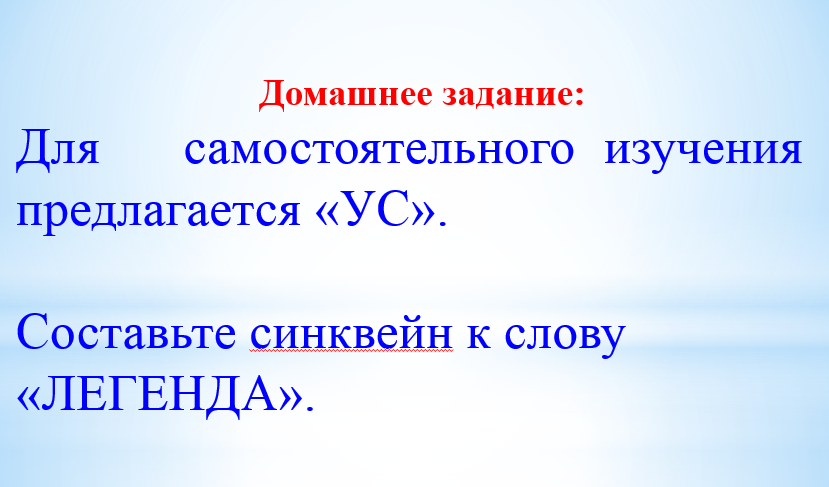 Домашнее задание:
Для самостоятельного изучения
предлагается «УС».
Составьте синквейн к слову
«ЛЕГЕНДА».